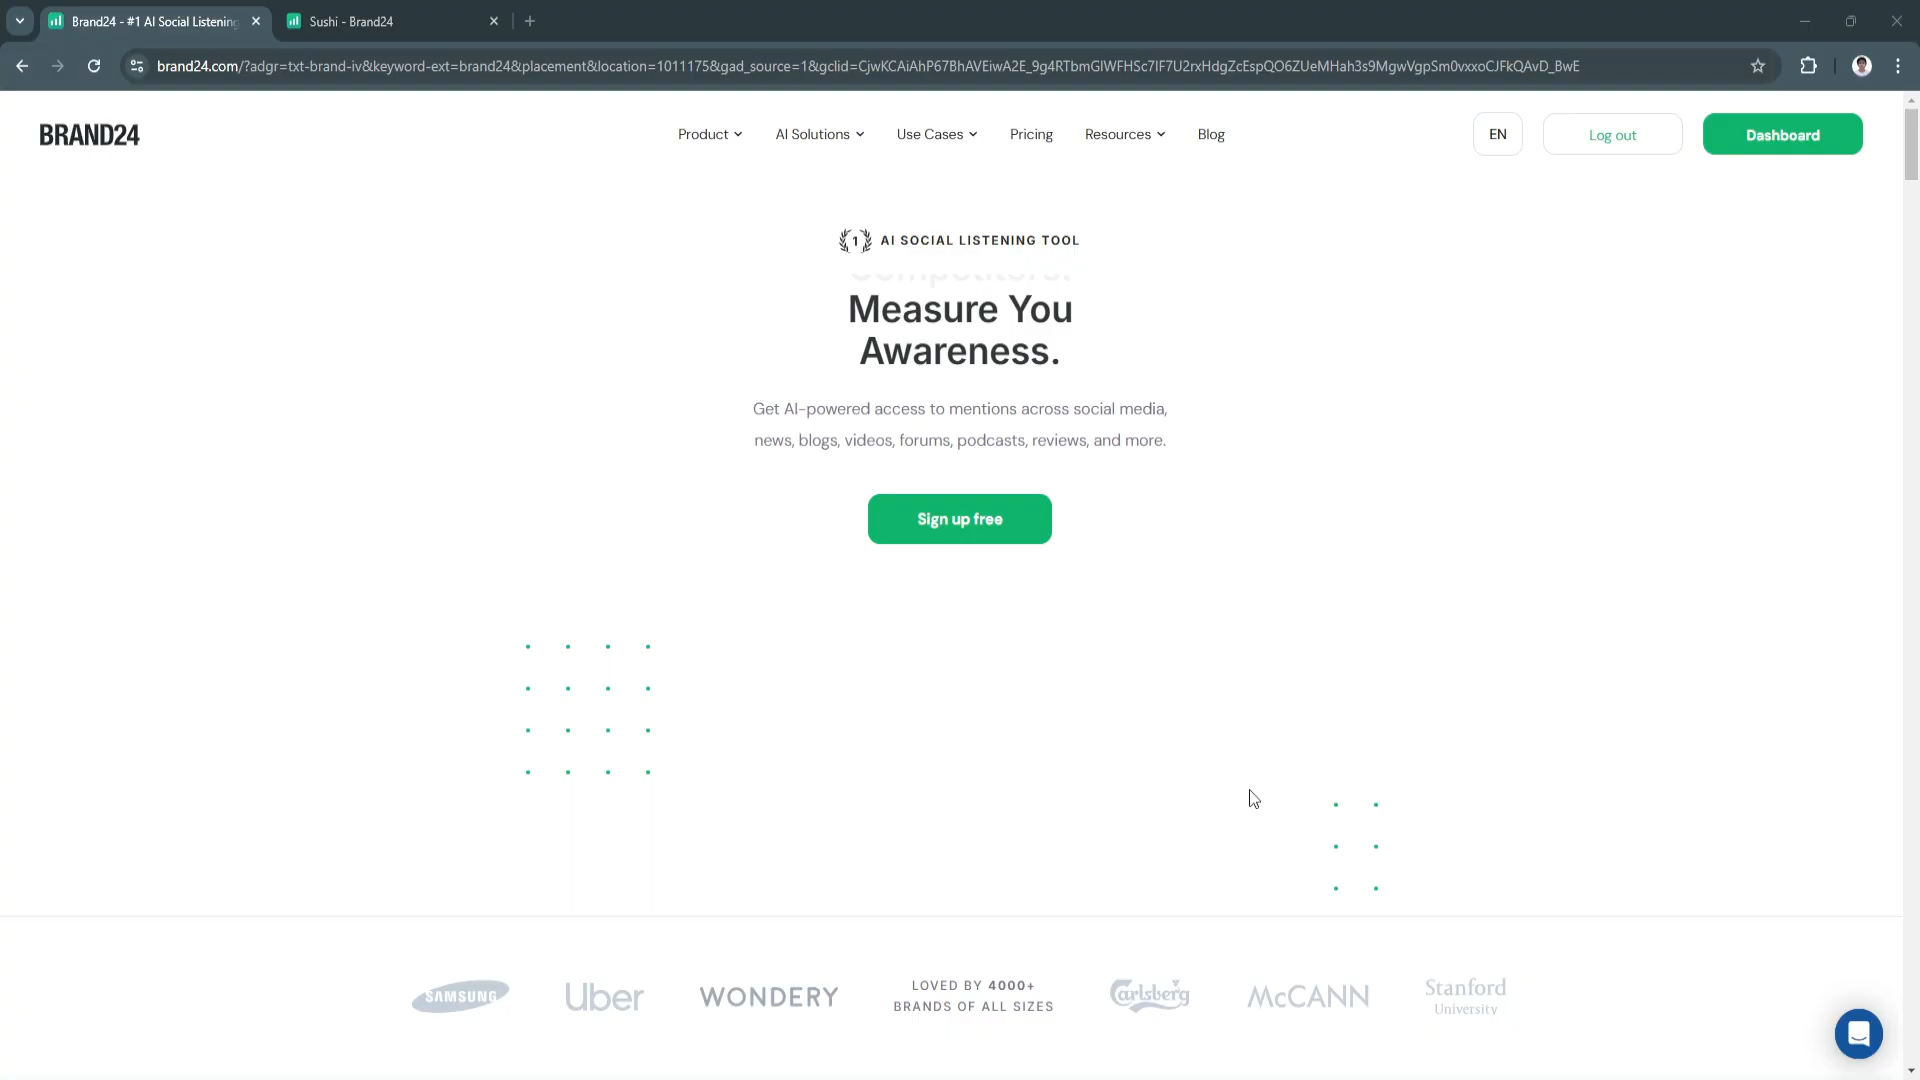 Brand24 - #1 AI Social Listening
Sushi - Brand24
brand24.com/?adgr=txt-brand-iv&keyword-ext=brand24&placement&location=1011175&gad_source=1&gclid=CjwKCAiAhP67BhAVEiwA2E_9g4RTbmGlWFHSc7lF7U2rxHdgZcEspQO6ZUeMHah3s9MgwVgpSm0vxxoCJFkQAvD_BwE
BRAND24
Product
AI Solutions
Use Cases
Pricing
Resources
Blog
EN
Log out
Dashboard
1 AI SOCIAL LISTENING TOOL
Competitors.
Measure You
Awareness.
Get AI-powered access to mentions across social media,
news, blogs, videos, forums, podcasts, reviews, and more.
Sign up free
SAMSUNG
Uber
WONDERY
LOVED BY 4000+
BRANDS OF ALL SIZES
Carlsberg
McCANN
Stanford
University